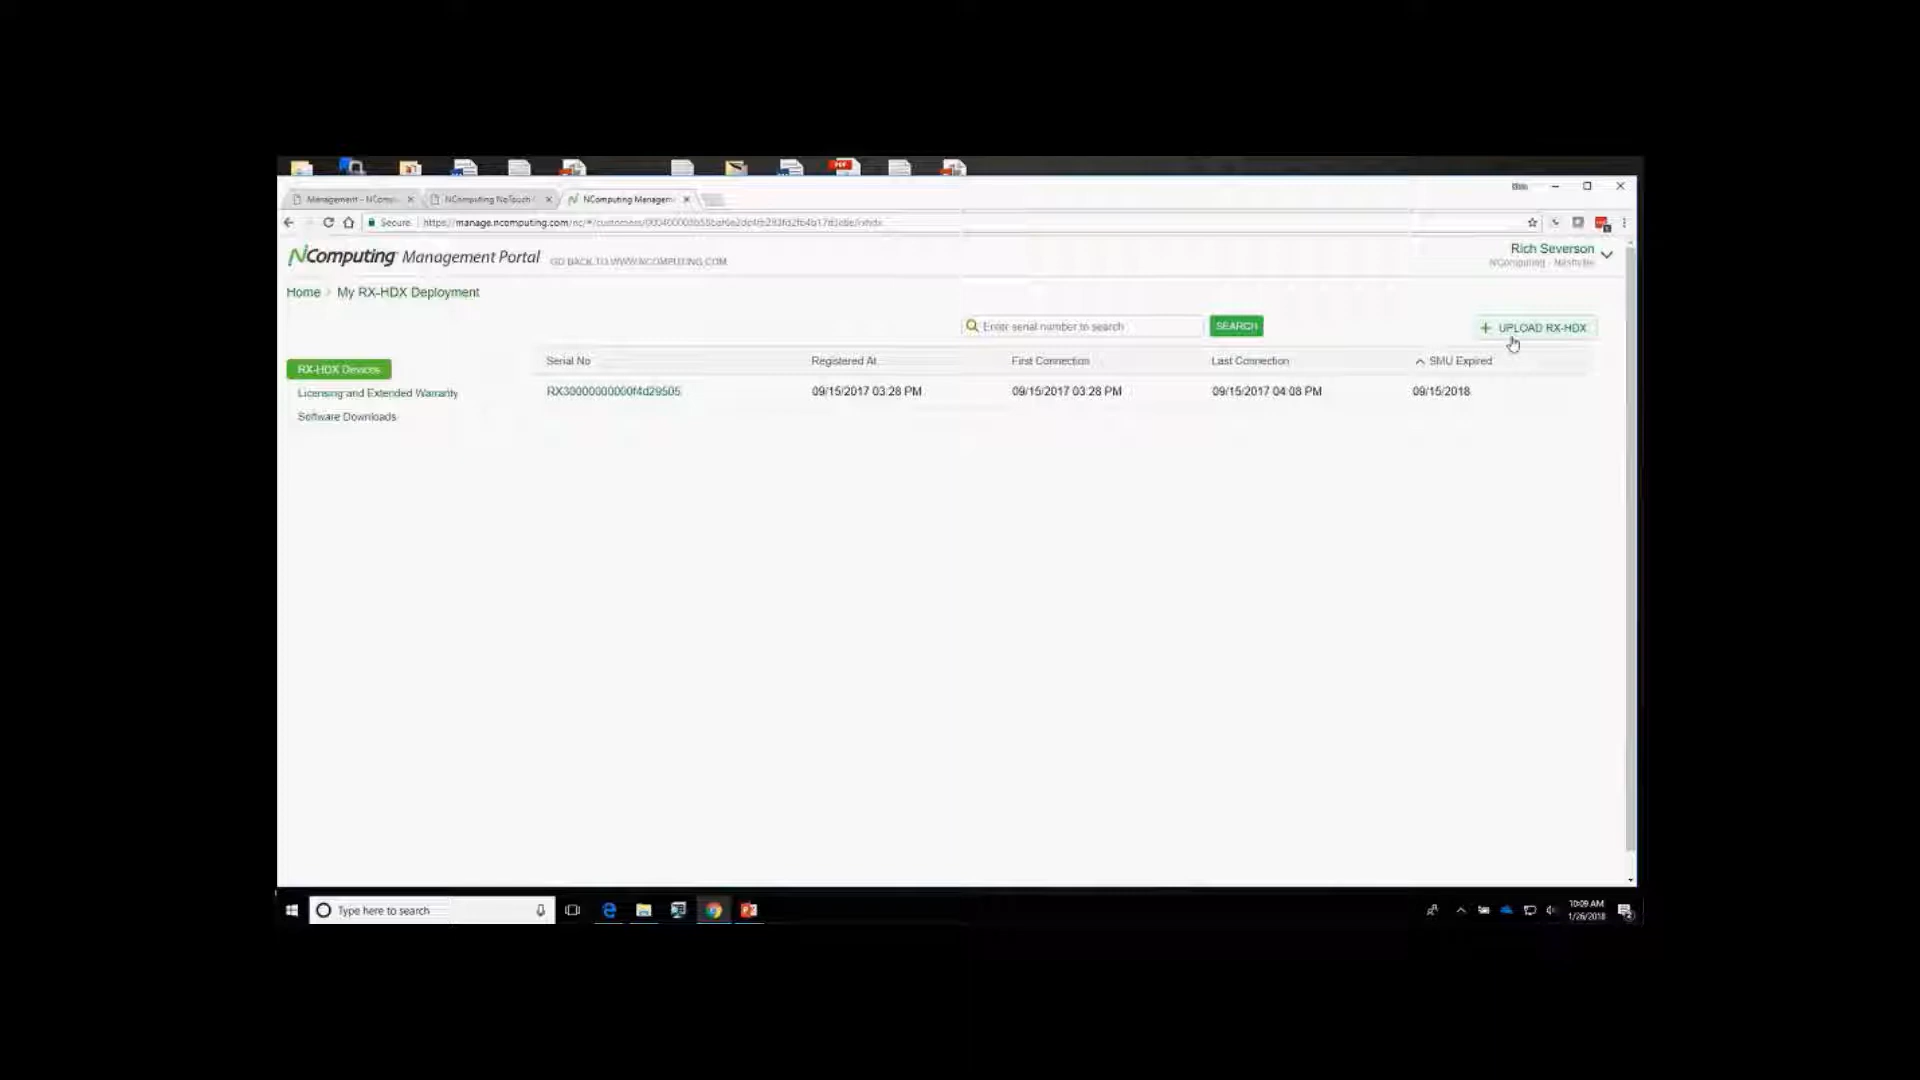 Management - NComp
NComputing NoTouch
NComputing Managem
Secure
https://manage.ncomputing.com/nc/
NComputing Management Portal
GO BACK TO WWW.NCOMPUTING.COM
Rich Severson
NComputing - Nashville
Home
My RX-HDX Deployment
Enter serial number to search
SEARCH
+ UPLOAD RX-HDX
RX-HDX Devices
Licensing and Extended Warranty
Software Downloads
Serial No
Registered At
First Connection
Last Connection
SMU Expired
RX30000000000f4d29505
09/15/2017 03:28 PM
09/15/2017 03:28 PM
09/15/2017 04:08 PM
09/15/2018
Type here to search
10:09 AM
1/26/2018